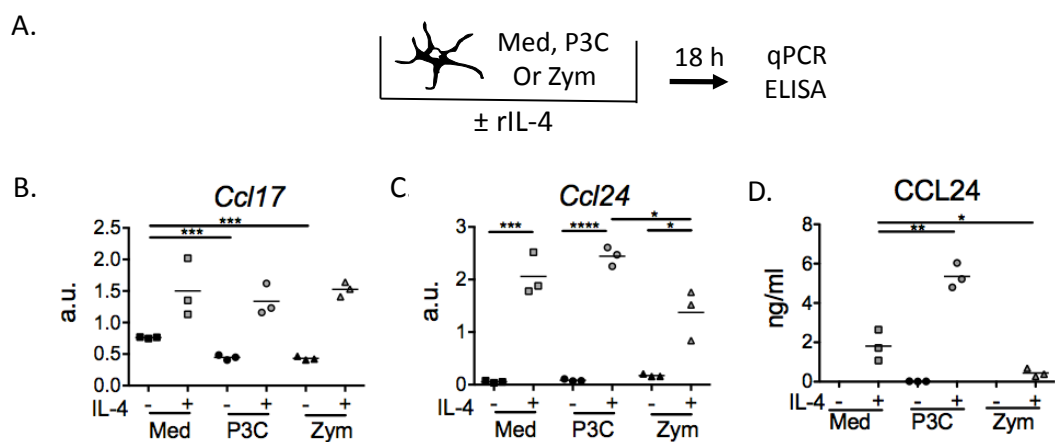 A.
Med, P3C
Or Zym
± rIL-4
18 h
qPCR
ELISA
B.
Ccl17
***
***
a.u.
2.5
2.0
1.5
1.0
0.5
0.0
IL-4 - + - + - +
Med P3C Zym
C.
Ccl24
*
*** **** *
a.u.
3
2
1
0
- + - + - +
Med P3C Zym
D.
CCL24
*
**
ng/ml
8
6
4
2
0
IL-4 - + - + - +
Med P3C Zym